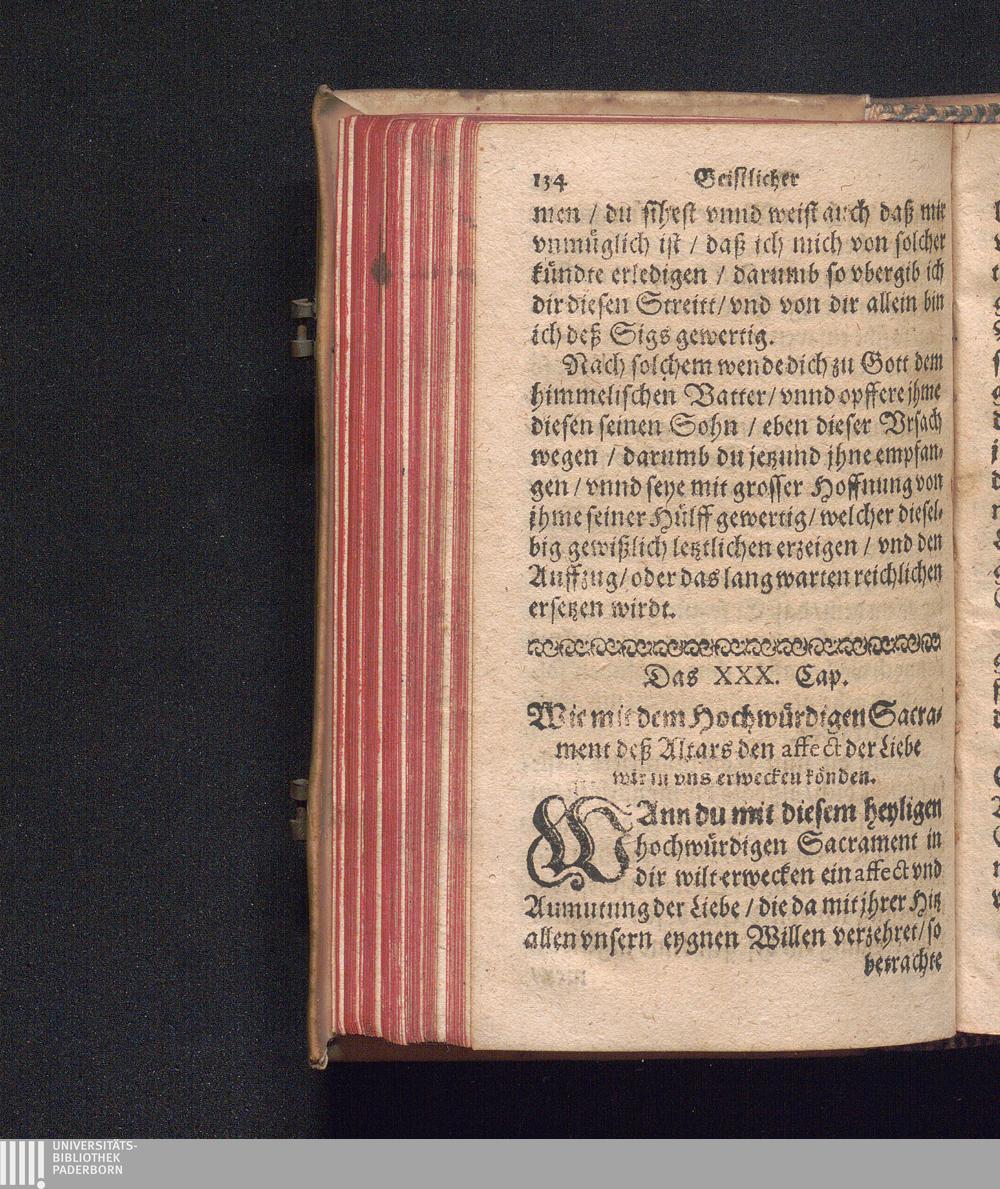 134 Geistlicher
men / du sihest vnnd weist auch daß mir
vnmüglich ist / daß ich mich von solcher
kündte erledigen / darumb so vbergib ich
dir diesen Streitt / vnd von dir allein bin
ich deß Sigs gewertig.
Nach solchem wende dich zu Gott dem
himmelischen Vatter / vnnd opffere jhme
diesen seinen Sohn / eben dieser Vrsach
wegen / darumb du jetzund jhne empfan-
gen / vnnd seye mit grosser Hoffnung von
jhme seiner Hülff gewertig / welcher diesel-
big gewißlich letztlichen erzeigen / vnd den
Auffzug / oder das lang warten reichlichen
ersetzen wirdt.
Das XXX. Cap.
Wie mit dem Hochwürdigen Sacra-
ment deß Altars den affect der Liebe
wir in vns erwecken könden.
WAnn du mit diesem heyligen
hochwürdigen Sacrament in
dir wilt erwecken ein affect vnd
Anmutung der Liebe / die da mit jhrer Hitz
allen vnsern eygnen Willen verzehret / so
betrachte
UNIVERSITÄTS-
BIBLIOTHEK
PADERBORN